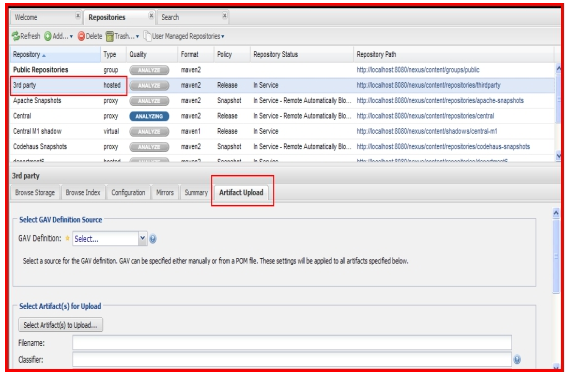 Welcome Repositories Search
Refresh Add... Delete Trash... User Managed Repositories
Repository Type Quality Format Policy Repository Status Repository Path
Public Repositories group ANALYZE maven2 http://localhost:8080/nexus/content/groups/public
3rd party hosted ANALYZE maven2 Release In Service http://localhost:8080/nexus/content/repositories/thirdparty
Apache Snapshots proxy ANALYZE maven2 Snapshot In Service - Remote Automatically Blo... http://localhost:8080/nexus/content/repositories/apache-snapshots
Central proxy ANALYZING maven2 Release In Service - Remote Automatically Blo... http://localhost:8080/nexus/content/repositories/central
Central M1 shadow virtual ANALYZE maven1 Release In Service http://localhost:8080/nexus/content/shadows/central-m1
Codehaus Snapshots proxy ANALYZE maven2 Snapshot In Service - Remote Automatically Blo... http://localhost:8080/nexus/content/repositories/codehaus-snapshots
hosted ANALYZE maven2 Snapshot In Service
3rd party
Browse Storage Browse Index Configuration Mirrors Summary Artifact Upload
Select GAV Definition Source
GAV Definition: Select...
Select a source for the GAV definition. GAV can be specified either manually or from a POM file. These settings will be applied to all artifacts specified below.
Select Artifact(s) for Upload
Select Artifact(s) to Upload...
Filename:
Classifier: